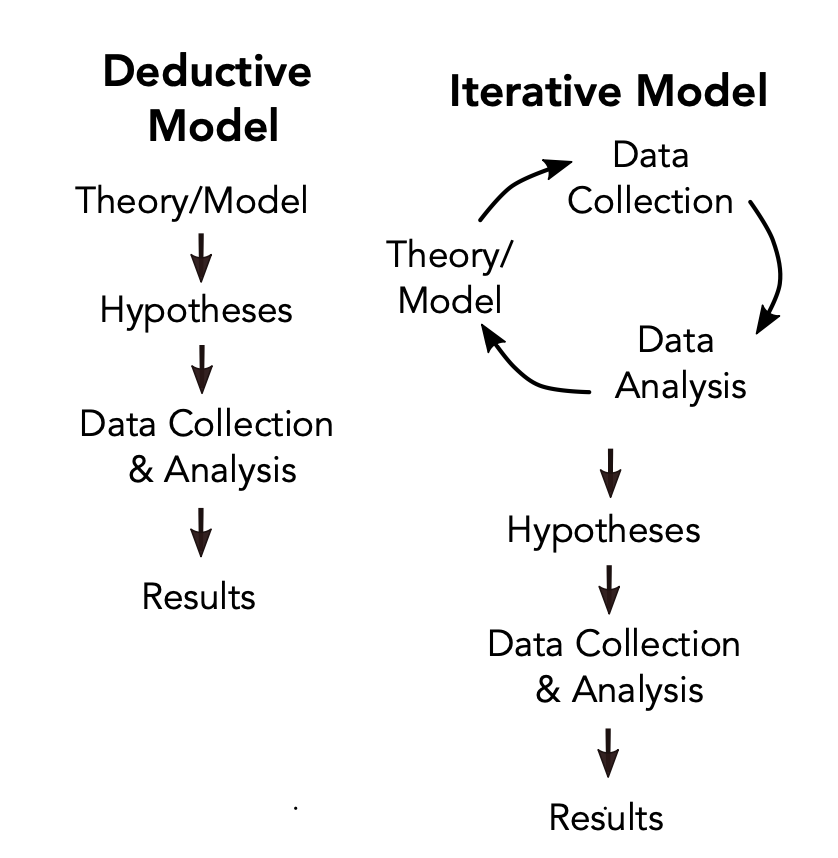 Deductive
Model
Theory/Model
Hypotheses
Data Collection
& Analysis
Results
Iterative Model
Data
Collection
Theory/
Model
Data
Analysis
Hypotheses
Data Collection
& Analysis
Results